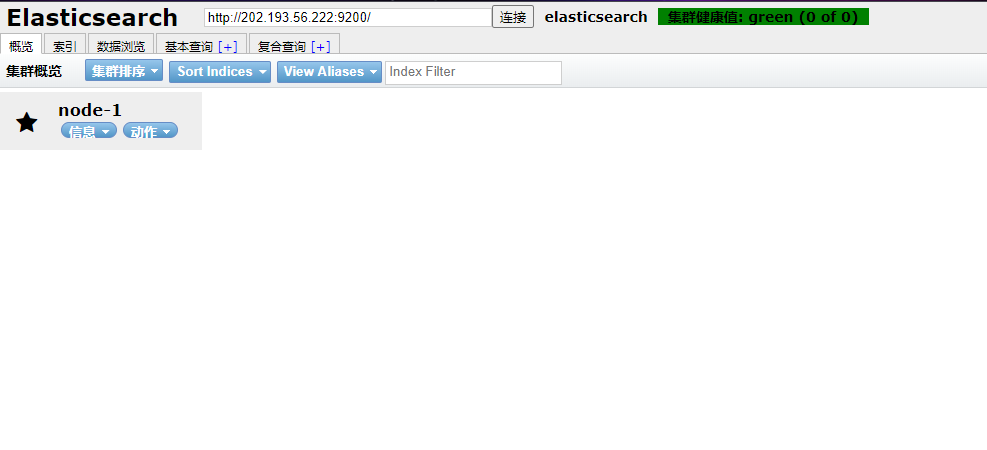 Elasticsearch http://202.193.56.222:9200/ 连接 elasticsearch 集群健康值: green (0 of 0)
概览 索引 数据浏览 基本查询 [+] 复合查询 [+]
集群概览 集群排序 Sort Indices View Aliases Index Filter
node-1
信息 动作